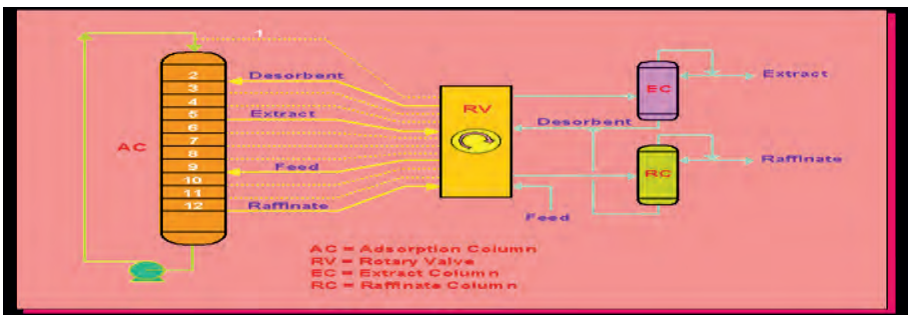 1
2
Desorbent
3
4
5
Extract
6
7
8
Feed
9
10
11
12
Raffinate
AC
RV
EC
Extract
Desorbent
RC
Raffinate
Feed
AC = Adsorption Column
RV = Rotary Valve
EC = Extract Column
RC = Raffinate Column